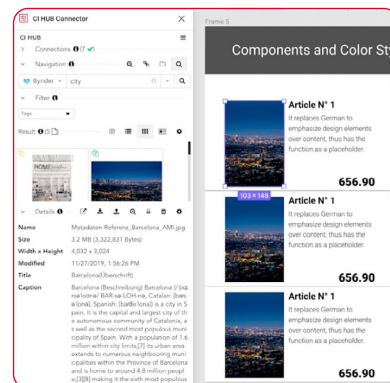 CI HUB Connector
CI HUB
Connections
Navigation
Bynder
city
Filter
Tags
Result
Details
Name Metadaten-Referenz_Barcelona_AMI.jpg
Size 3.2 MB (3,322,831 Bytes)
Width x Height 4,032 x 3,024
Modified 11/27/2019, 1:56:26 PM
Title Barcelona(Überschrift)
Caption Barcelona (Beschreibung) Barcelona (/ˌbɑː
BAR-sə-LOH-nə, Catalan:
Spanish: is a city in S
pain. It is the capital and largest city of th
e autonomous community of Catalonia, a
s well as the second most populous muni
cipality of Spain. With a population of 1.6
million within city limits,[7] its urban area
extends to numerous neighbouring muni
cipalities within the Province of Barcelona
and is home to around 4.8 million peopl
e,[3][8] making it the sixth most populous
Frame 5
Components and Color Sty
Article N° 1
It replaces German to
emphasize design elements
over content, thus has the
function as a placeholder.
656.90
103 × 148
Article N° 1
It replaces German to
emphasize design elements
over content, thus has the
function as a placeholder.
656.90
Article N° 1
It replaces German to
emphasize design elements
over content, thus has the
function as a placeholder.
656.90